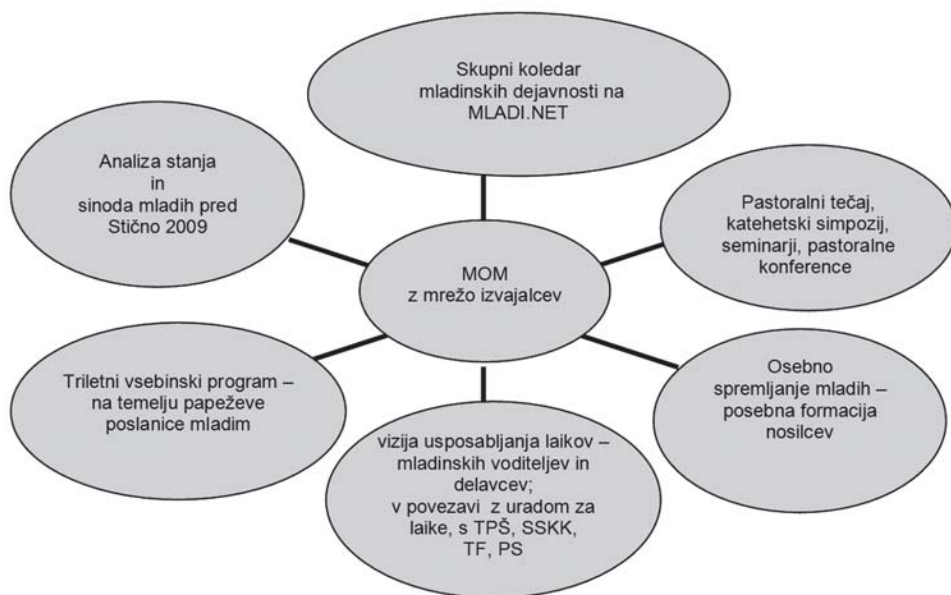 Skupni koledar
mladinskih dejavnosti na
MLADI.NET
Analiza stanja
in
sinoda mladih pred
Stično 2009
Pastoralni tečaj,
katehetski simpozij,
seminarji, pastoralne
konference
MOM
z mrežo izvajalcev
Triletni vsebinski program –
na temelju papeževe
poslanice mladim
Osebno
spremljanje mladih –
posebna formacija
nosilcev
vizija usposabljanja laikov –
mladinskih voditeljev in
delavcev;
v povezavi z uradom za
laike, s TPŠ, SSKK,
TF, PS